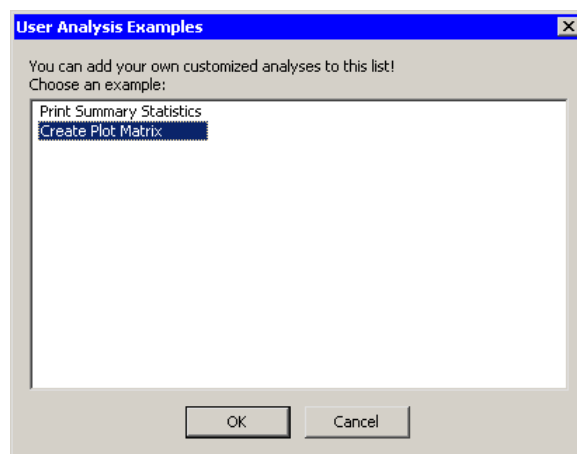 User Analysis Examples
You can add your own customized analyses to this list!
Choose an example:
Print Summary Statistics
Create Plot Matrix
OK Cancel